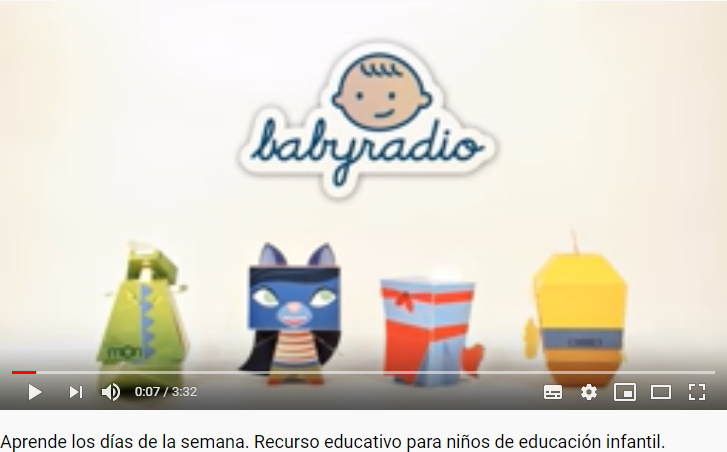 babyradio
mon
0:07 / 3:32
Aprende los días de la semana. Recurso educativo para niños de educación infantil.